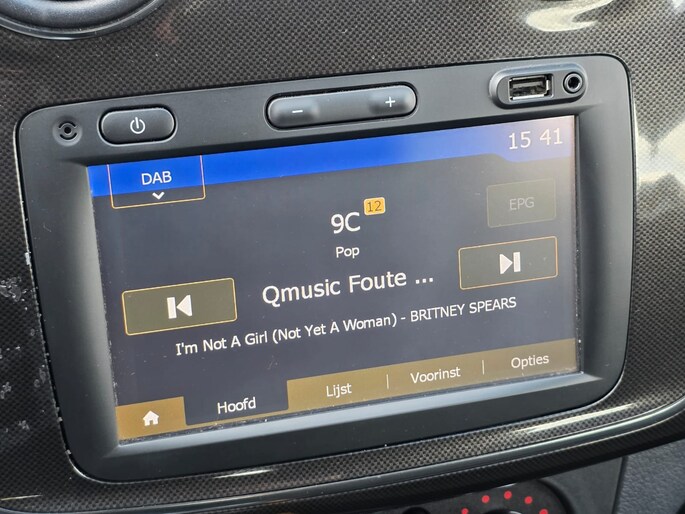 − +
15 41
DAB
9C 12
EPG
Pop
Qmusic Foute ...
I'm Not A Girl (Not Yet A Woman) - BRITNEY SPEARS
Hoofd Lijst Voorinst Opties